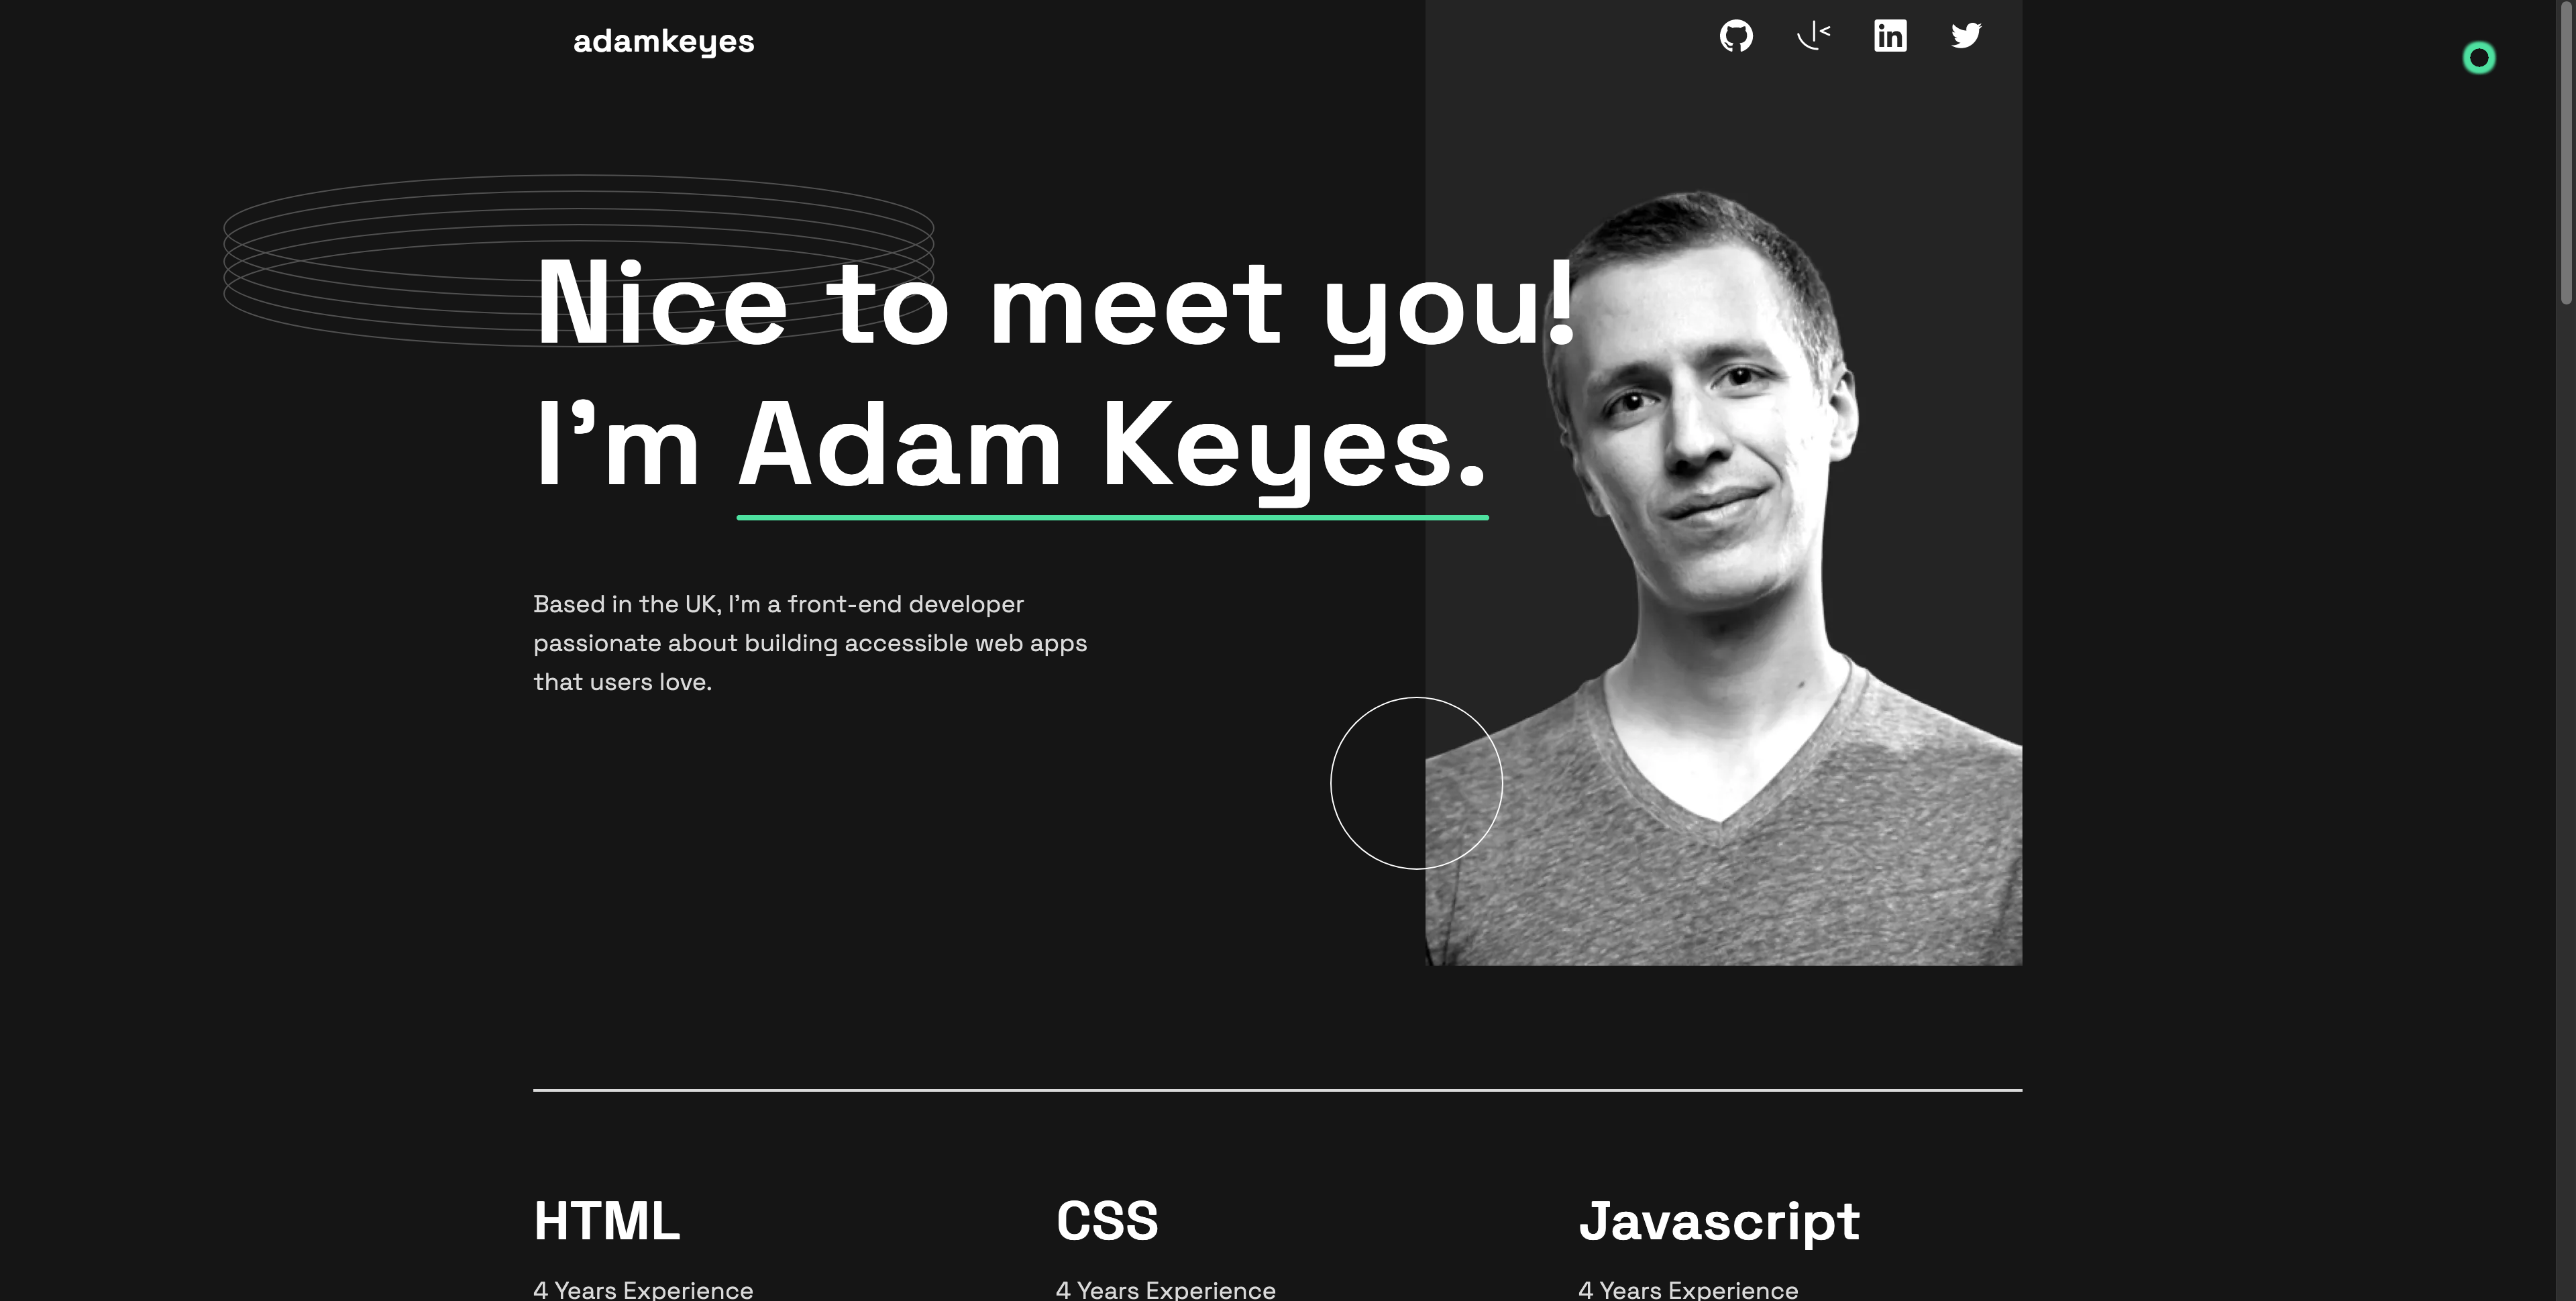 adamkeyes
Nice to meet you!
I’m Adam Keyes.
Based in the UK, I’m a front-end developer
passionate about building accessible web apps
that users love.
HTML
CSS
Javascript
4 Years Experience
4 Years Experience
4 Years Experience